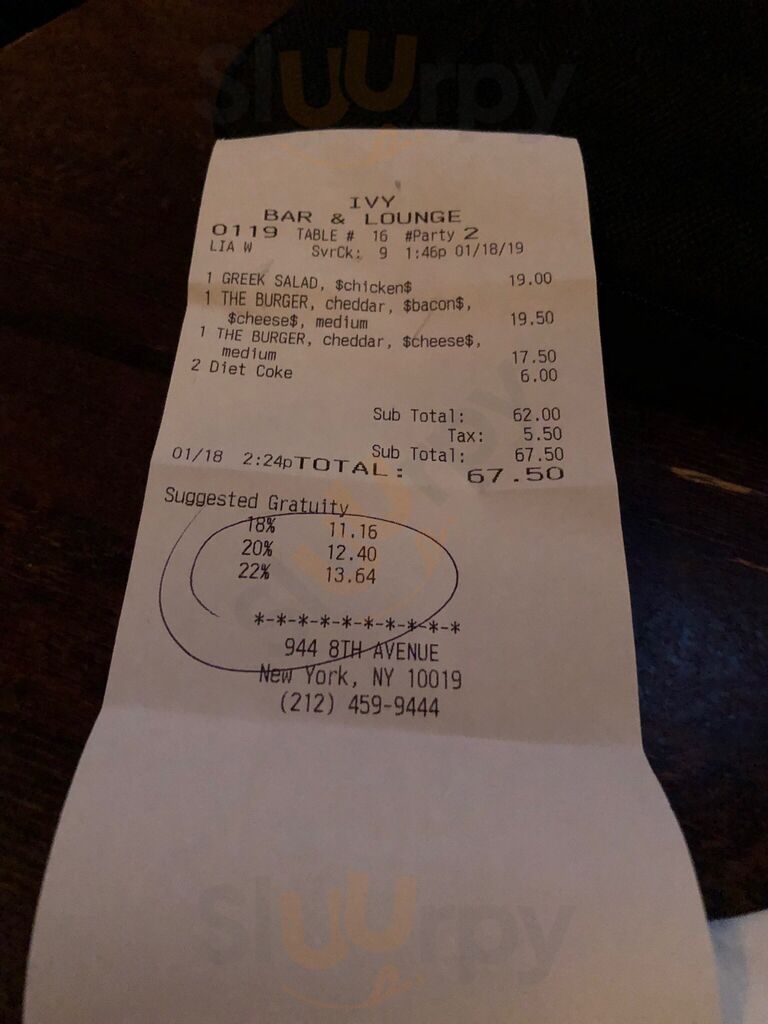 Sluurpy
IVY
BAR & LOUNGE
0119 TABLE # 16 #Party 2
LIA W SvrCk: 9 1:46p 01/18/19
1 GREEK SALAD, $chicken$ 19.00
1 THE BURGER, cheddar, $bacon$,
$cheese$, medium 19.50
1 THE BURGER, cheddar, $cheese$,
medium 17.50
2 Diet Coke 6.00
Sub Total: 62.00
Tax: 5.50
Sub Total: 67.50
01/18 2:24pTOTAL: 67.50
Suggested Gratuity
18% 11.16
20% 12.40
22% 13.64
*-*-*-*-*-*-*-*-*-*
944 8TH AVENUE
New York, NY 10019
(212) 459-9444
Sluurpy